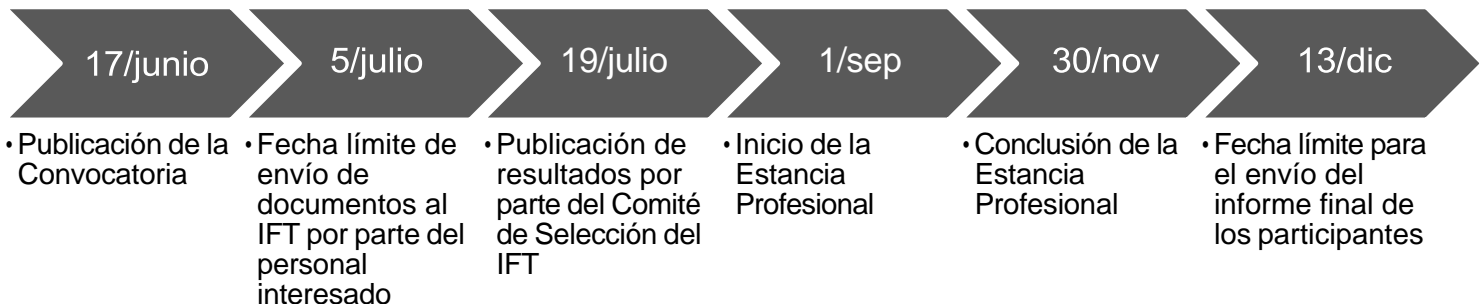 17/junio
5/julio
19/julio
1/sep
30/nov
13/dic
• Publicación de la
Convocatoria
• Fecha límite de
envío de
documentos al
IFT por parte del
personal
interesado
• Publicación de
resultados por
parte del Comité
de Selección del
IFT
• Inicio de la
Estancia
Profesional
• Conclusión de la
Estancia
Profesional
• Fecha límite para
el envío del
informe final de
los participantes